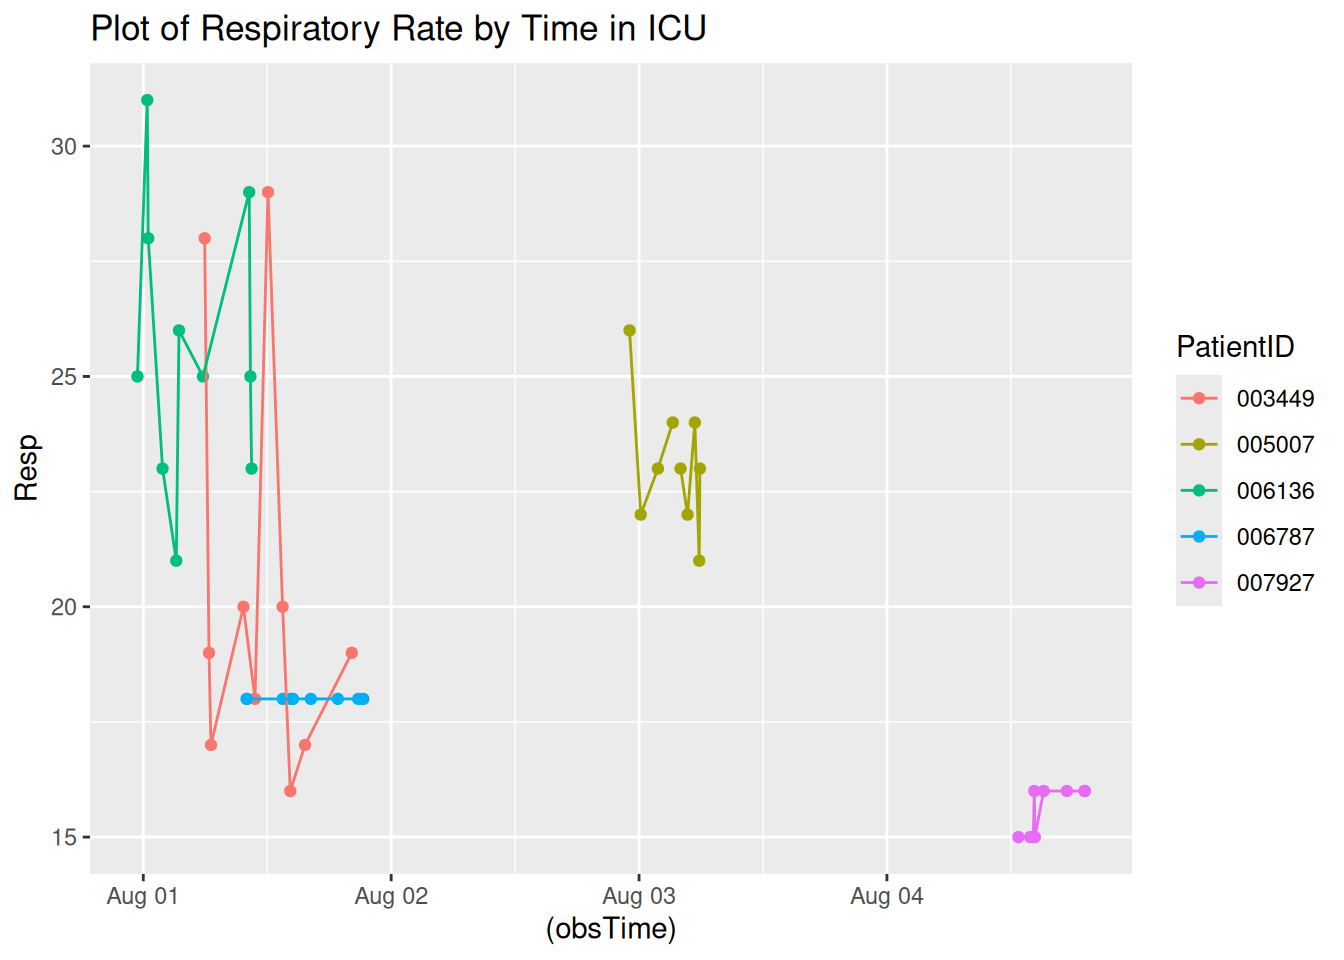 Plot of Respiratory Rate by Time in ICU
30
25
20
15
Resp
Aug 01
Aug 02
Aug 03
Aug 04
(obsTime)
PatientID
003449
005007
006136
006787
007927